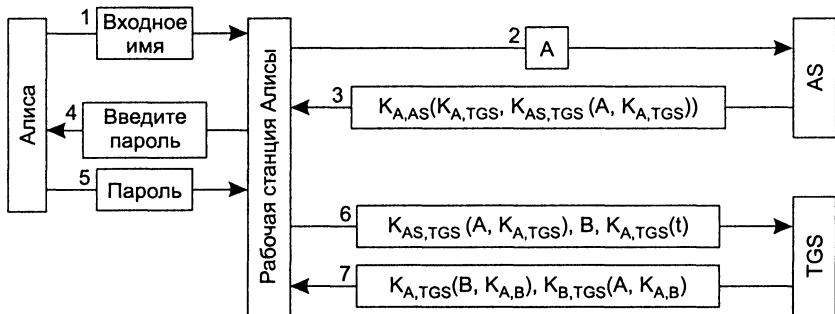 Алиса
1
Входное
имя
4
Введите
пароль
5
Пароль
Рабочая станция Алисы
2
A
3
K_A,AS(K_A,TGS, K_AS,TGS (A, K_A,TGS))
AS
6
K_AS,TGS (A, K_A,TGS), B, K_A,TGS(t)
7
K_A,TGS(B, K_A,B), K_B,TGS(A, K_A,B)
TGS